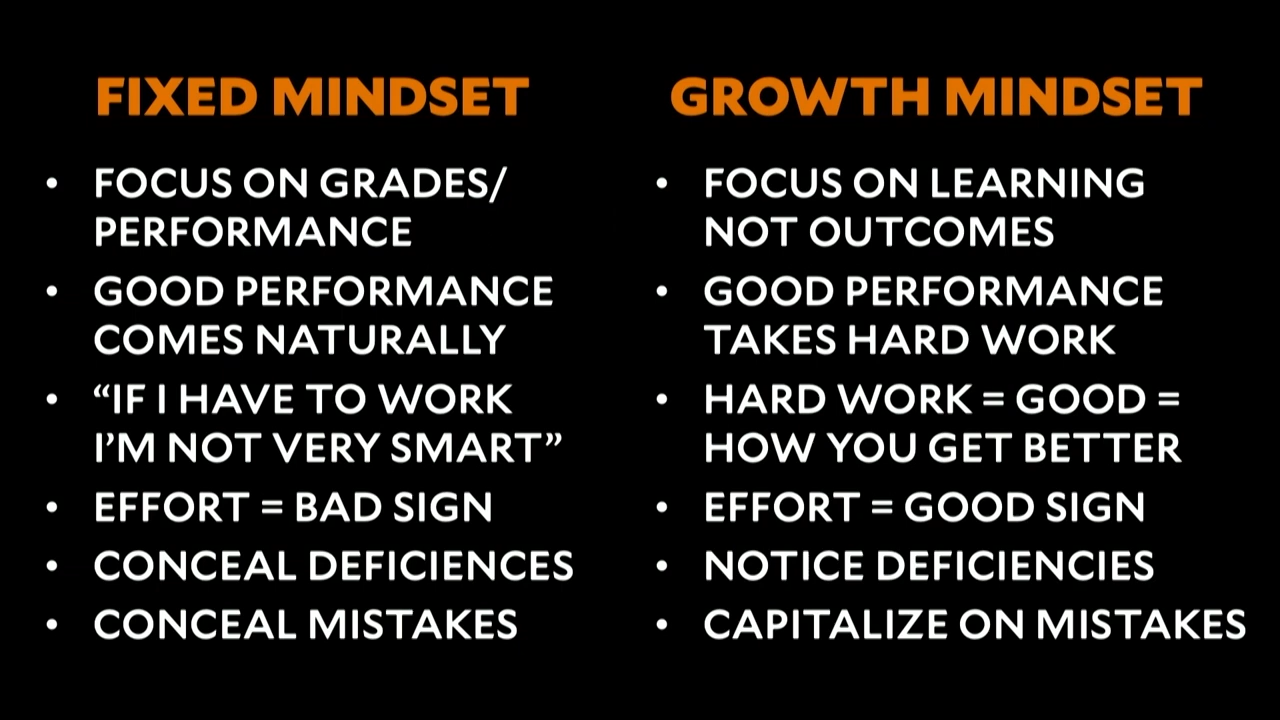 FIXED MINDSET
• FOCUS ON GRADES/
PERFORMANCE
• GOOD PERFORMANCE
COMES NATURALLY
• “IF I HAVE TO WORK
I’M NOT VERY SMART”
• EFFORT = BAD SIGN
• CONCEAL DEFICIENCES
• CONCEAL MISTAKES
GROWTH MINDSET
• FOCUS ON LEARNING
NOT OUTCOMES
• GOOD PERFORMANCE
TAKES HARD WORK
• HARD WORK = GOOD =
HOW YOU GET BETTER
• EFFORT = GOOD SIGN
• NOTICE DEFICIENCIES
• CAPITALIZE ON MISTAKES